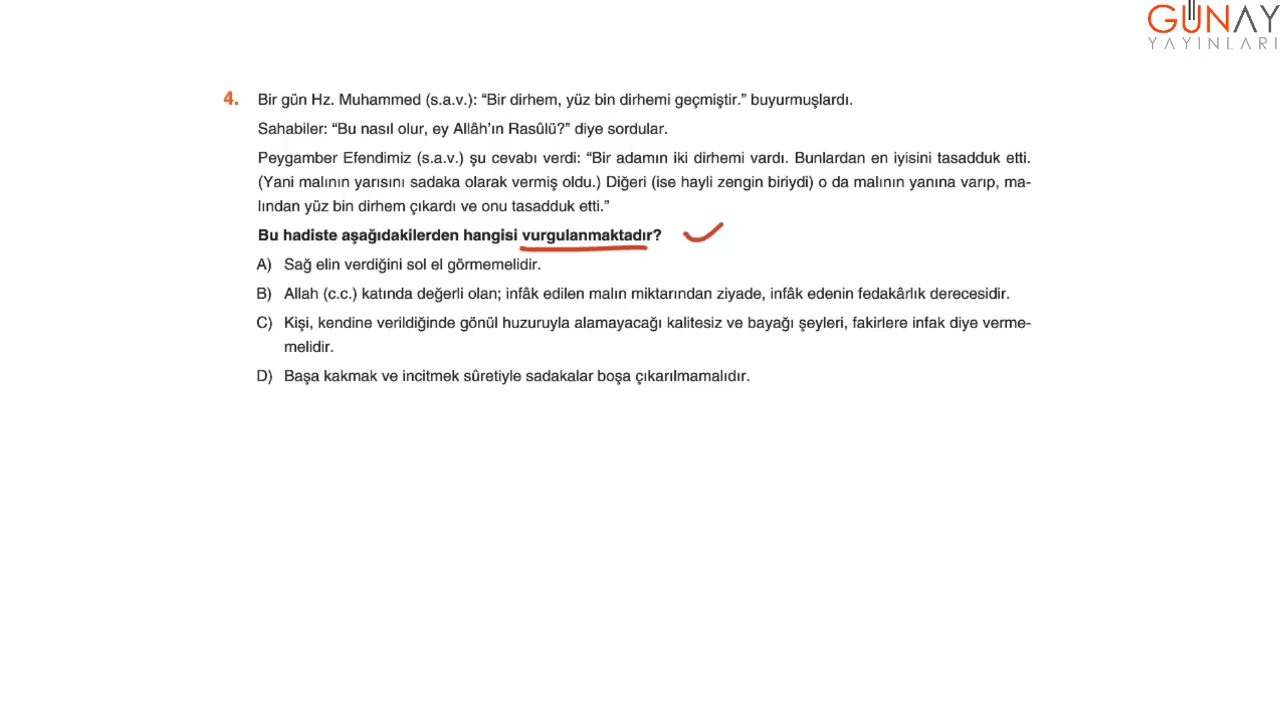 GÜNAY
YAYINLARI
4. Bir gün Hz. Muhammed (s.a.v.): “Bir dirhem, yüz bin dirhemi geçmiştir.” buyurmuşlardı.
Sahabiler: “Bu nasıl olur, ey Allâh’ın Rasûlü?” diye sordular.
Peygamber Efendimiz (s.a.v.) şu cevabı verdi: “Bir adamın iki dirhemi vardı. Bunlardan en iyisini tasadduk etti.
(Yani malının yarısını sadaka olarak vermiş oldu.) Diğeri (ise hayli zengin biriydi) o da malının yanına varıp, ma-
lından yüz bin dirhem çıkardı ve onu tasadduk etti.”
Bu hadiste aşağıdakilerden hangisi vurgulanmaktadır?
A) Sağ elin verdiğini sol el görmemelidir.
B) Allah (c.c.) katında değerli olan; infâk edilen malın miktarından ziyade, infâk edenin fedakârlık derecesidir.
C) Kişi, kendine verildiğinde gönül huzuruyla alamayacağı kalitesiz ve bayağı şeyleri, fakirlere infak diye verme-
melidir.
D) Başa kakmak ve incitmek sûretiyle sadakalar boşa çıkarılmamalıdır.